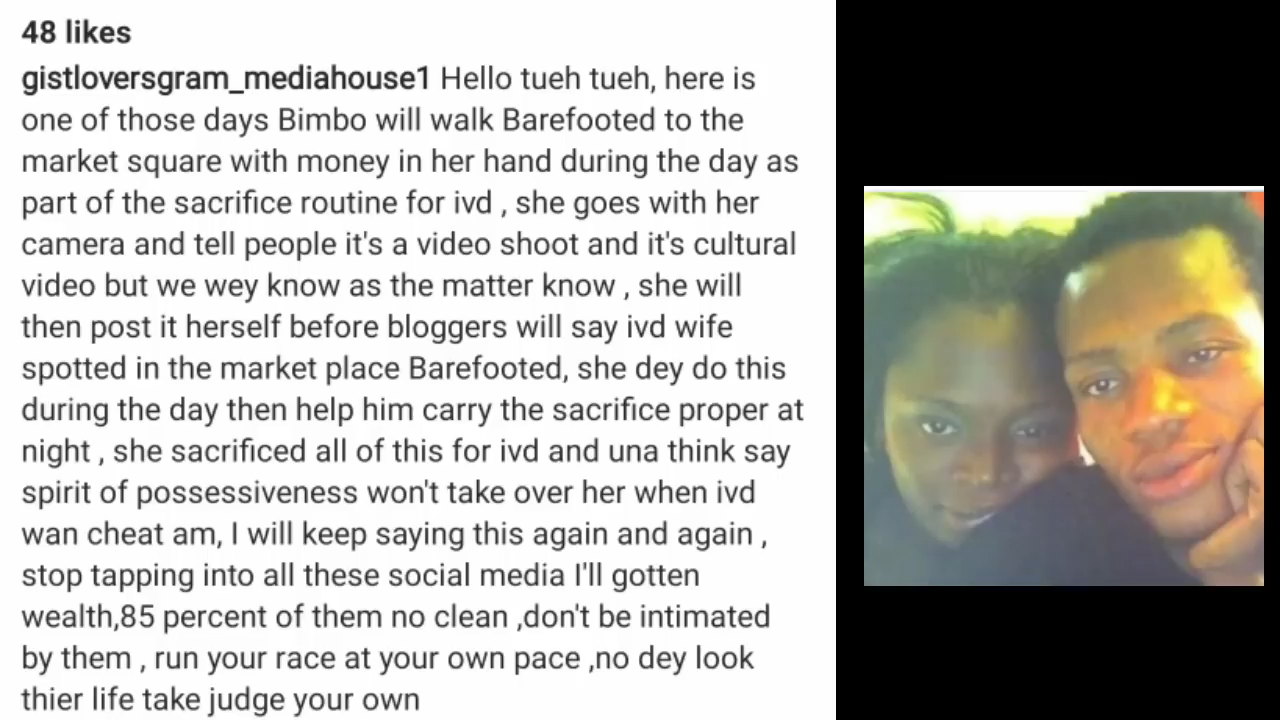 48 likes
gistloversgram_mediahouse1 Hello tueh tueh, here is
one of those days Bimbo will walk Barefooted to the
market square with money in her hand during the day as
part of the sacrifice routine for ivd , she goes with her
camera and tell people it's a video shoot and it's cultural
video but we wey know as the matter know , she will
then post it herself before bloggers will say ivd wife
spotted in the market place Barefooted, she dey do this
during the day then help him carry the sacrifice proper at
night , she sacrificed all of this for ivd and una think say
spirit of possessiveness won't take over her when ivd
wan cheat am, I will keep saying this again and again ,
stop tapping into all these social media I'll gotten
wealth,85 percent of them no clean ,don't be intimated
by them , run your race at your own pace ,no dey look
thier life take judge your own